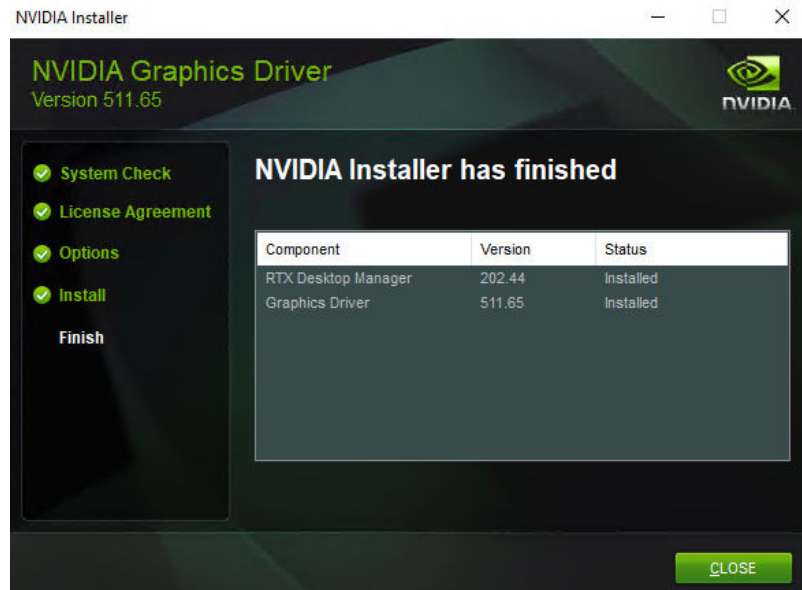 NVIDIA Installer
NVIDIA Graphics Driver
Version 511.65
NVIDIA
System Check
License Agreement
Options
Install
Finish
NVIDIA Installer has finished
Component Version Status
RTX Desktop Manager 202.44 Installed
Graphics Driver 511.65 Installed
CLOSE